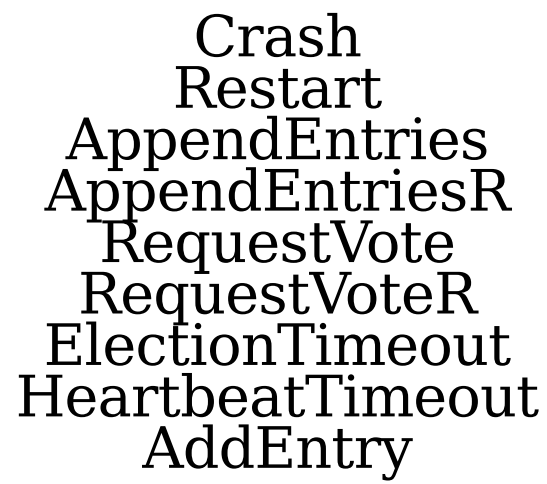 Crash
Restart
AppendEntries
AppendEntriesR
RequestVote
RequestVoteR
ElectionTimeout
HeartbeatTimeout
AddEntry